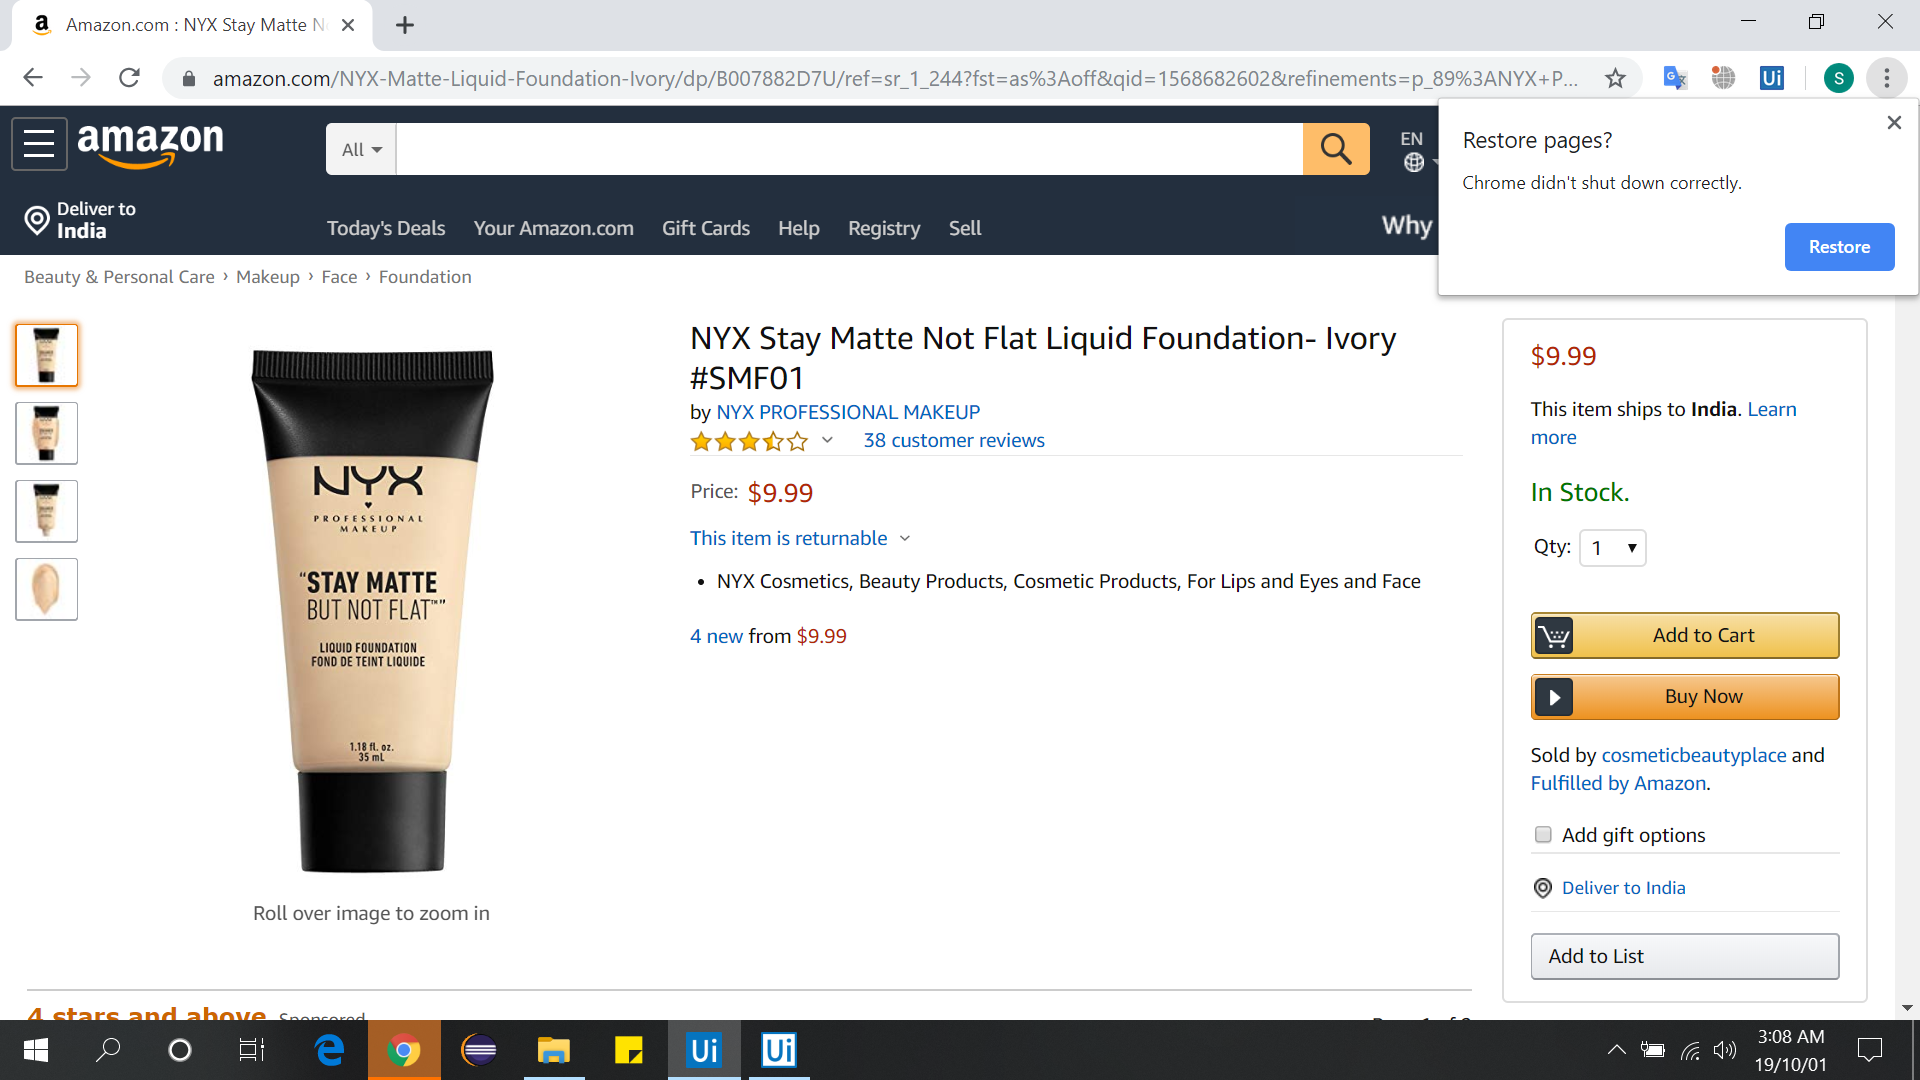 Amazon.com : NYX Stay Matte N
amazon.com/NYX-Matte-Liquid-Foundation-Ivory/dp/B007882D7U/ref=sr_1_244?fst=as%3Aoff&qid=1568682602&refinements=p_89%3ANYX+P...
Ui
S
Restore pages?
Chrome didn't shut down correctly.
Restore
amazon
All
EN
Deliver to
India
Today's Deals Your Amazon.com Gift Cards Help Registry Sell
Why
Beauty & Personal Care › Makeup › Face › Foundation
NYX Stay Matte Not Flat Liquid Foundation- Ivory
#SMF01
by NYX PROFESSIONAL MAKEUP
38 customer reviews
Price: $9.99
This item is returnable
• NYX Cosmetics, Beauty Products, Cosmetic Products, For Lips and Eyes and Face
4 new from $9.99
NYX
PROFESSIONAL
MAKEUP
"STAY MATTE
BUT NOT FLAT™"
LIQUID FOUNDATION
FOND DE TEINT LIQUIDE
1.18 fl. oz.
35 mL
Roll over image to zoom in
$9.99
This item ships to India. Learn
more
In Stock.
Qty: 1
Add to Cart
Buy Now
Sold by cosmeticbeautyplace and
Fulfilled by Amazon.
Add gift options
Deliver to India
Add to List
4 stars and above Sponsored
Ui
Ui
3:08 AM
19/10/01